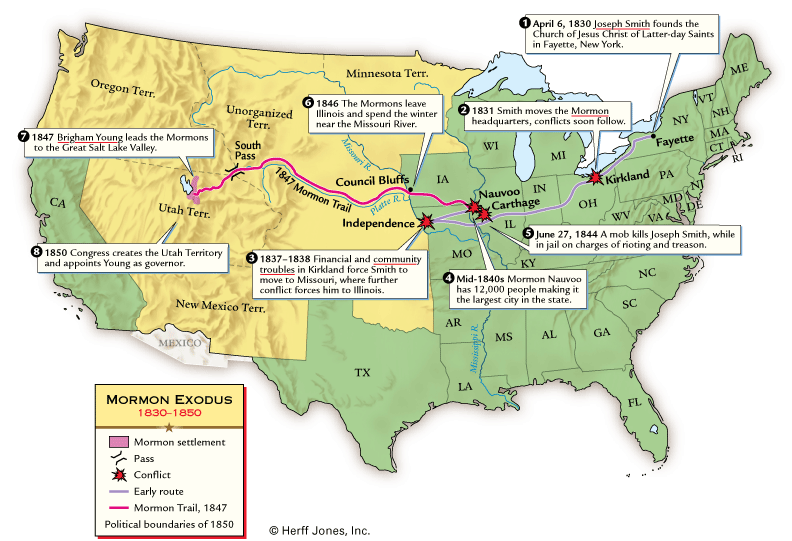 ❶ April 6, 1830 Joseph Smith founds the
Church of Jesus Christ of Latter-day Saints
in Fayette, New York.
❷ 1831 Smith moves the Mormon
headquarters, conflicts soon follow.
❻ 1846 The Mormons leave
Illinois and spend the winter
near the Missouri River.
❼ 1847 Brigham Young leads the Mormons
to the Great Salt Lake Valley.
❽ 1850 Congress creates the Utah Territory
and appoints Young as governor.
❸ 1837–1838 Financial and community
troubles in Kirkland force Smith to
move to Missouri, where further
conflict forces him to Illinois.
❹ Mid-1840s Mormon Nauvoo
has 12,000 people making it
the largest city in the state.
❺ June 27, 1844 A mob kills Joseph Smith, while
in jail on charges of rioting and treason.
Oregon Terr.
Minnesota Terr.
Unorganized
Terr.
Utah Terr.
New Mexico Terr.
MEXICO
South
Pass
1847 Mormon Trail
Missouri R.
Platte R.
Mississippi R.
Council Bluffs
Independence
Nauvoo
Carthage
Kirkland
Fayette
CA
TX
IA
WI
MI
IL
IN
OH
MO
KY
AR
LA
MS
AL
GA
FL
SC
NC
VA
WV
PA
NY
VT
NH
ME
MA
CT
RI
NJ
MD
DE
MORMON EXODUS
1830–1850
Mormon settlement
Pass
Conflict
Early route
Mormon Trail, 1847
Political boundaries of 1850
© Herff Jones, Inc.